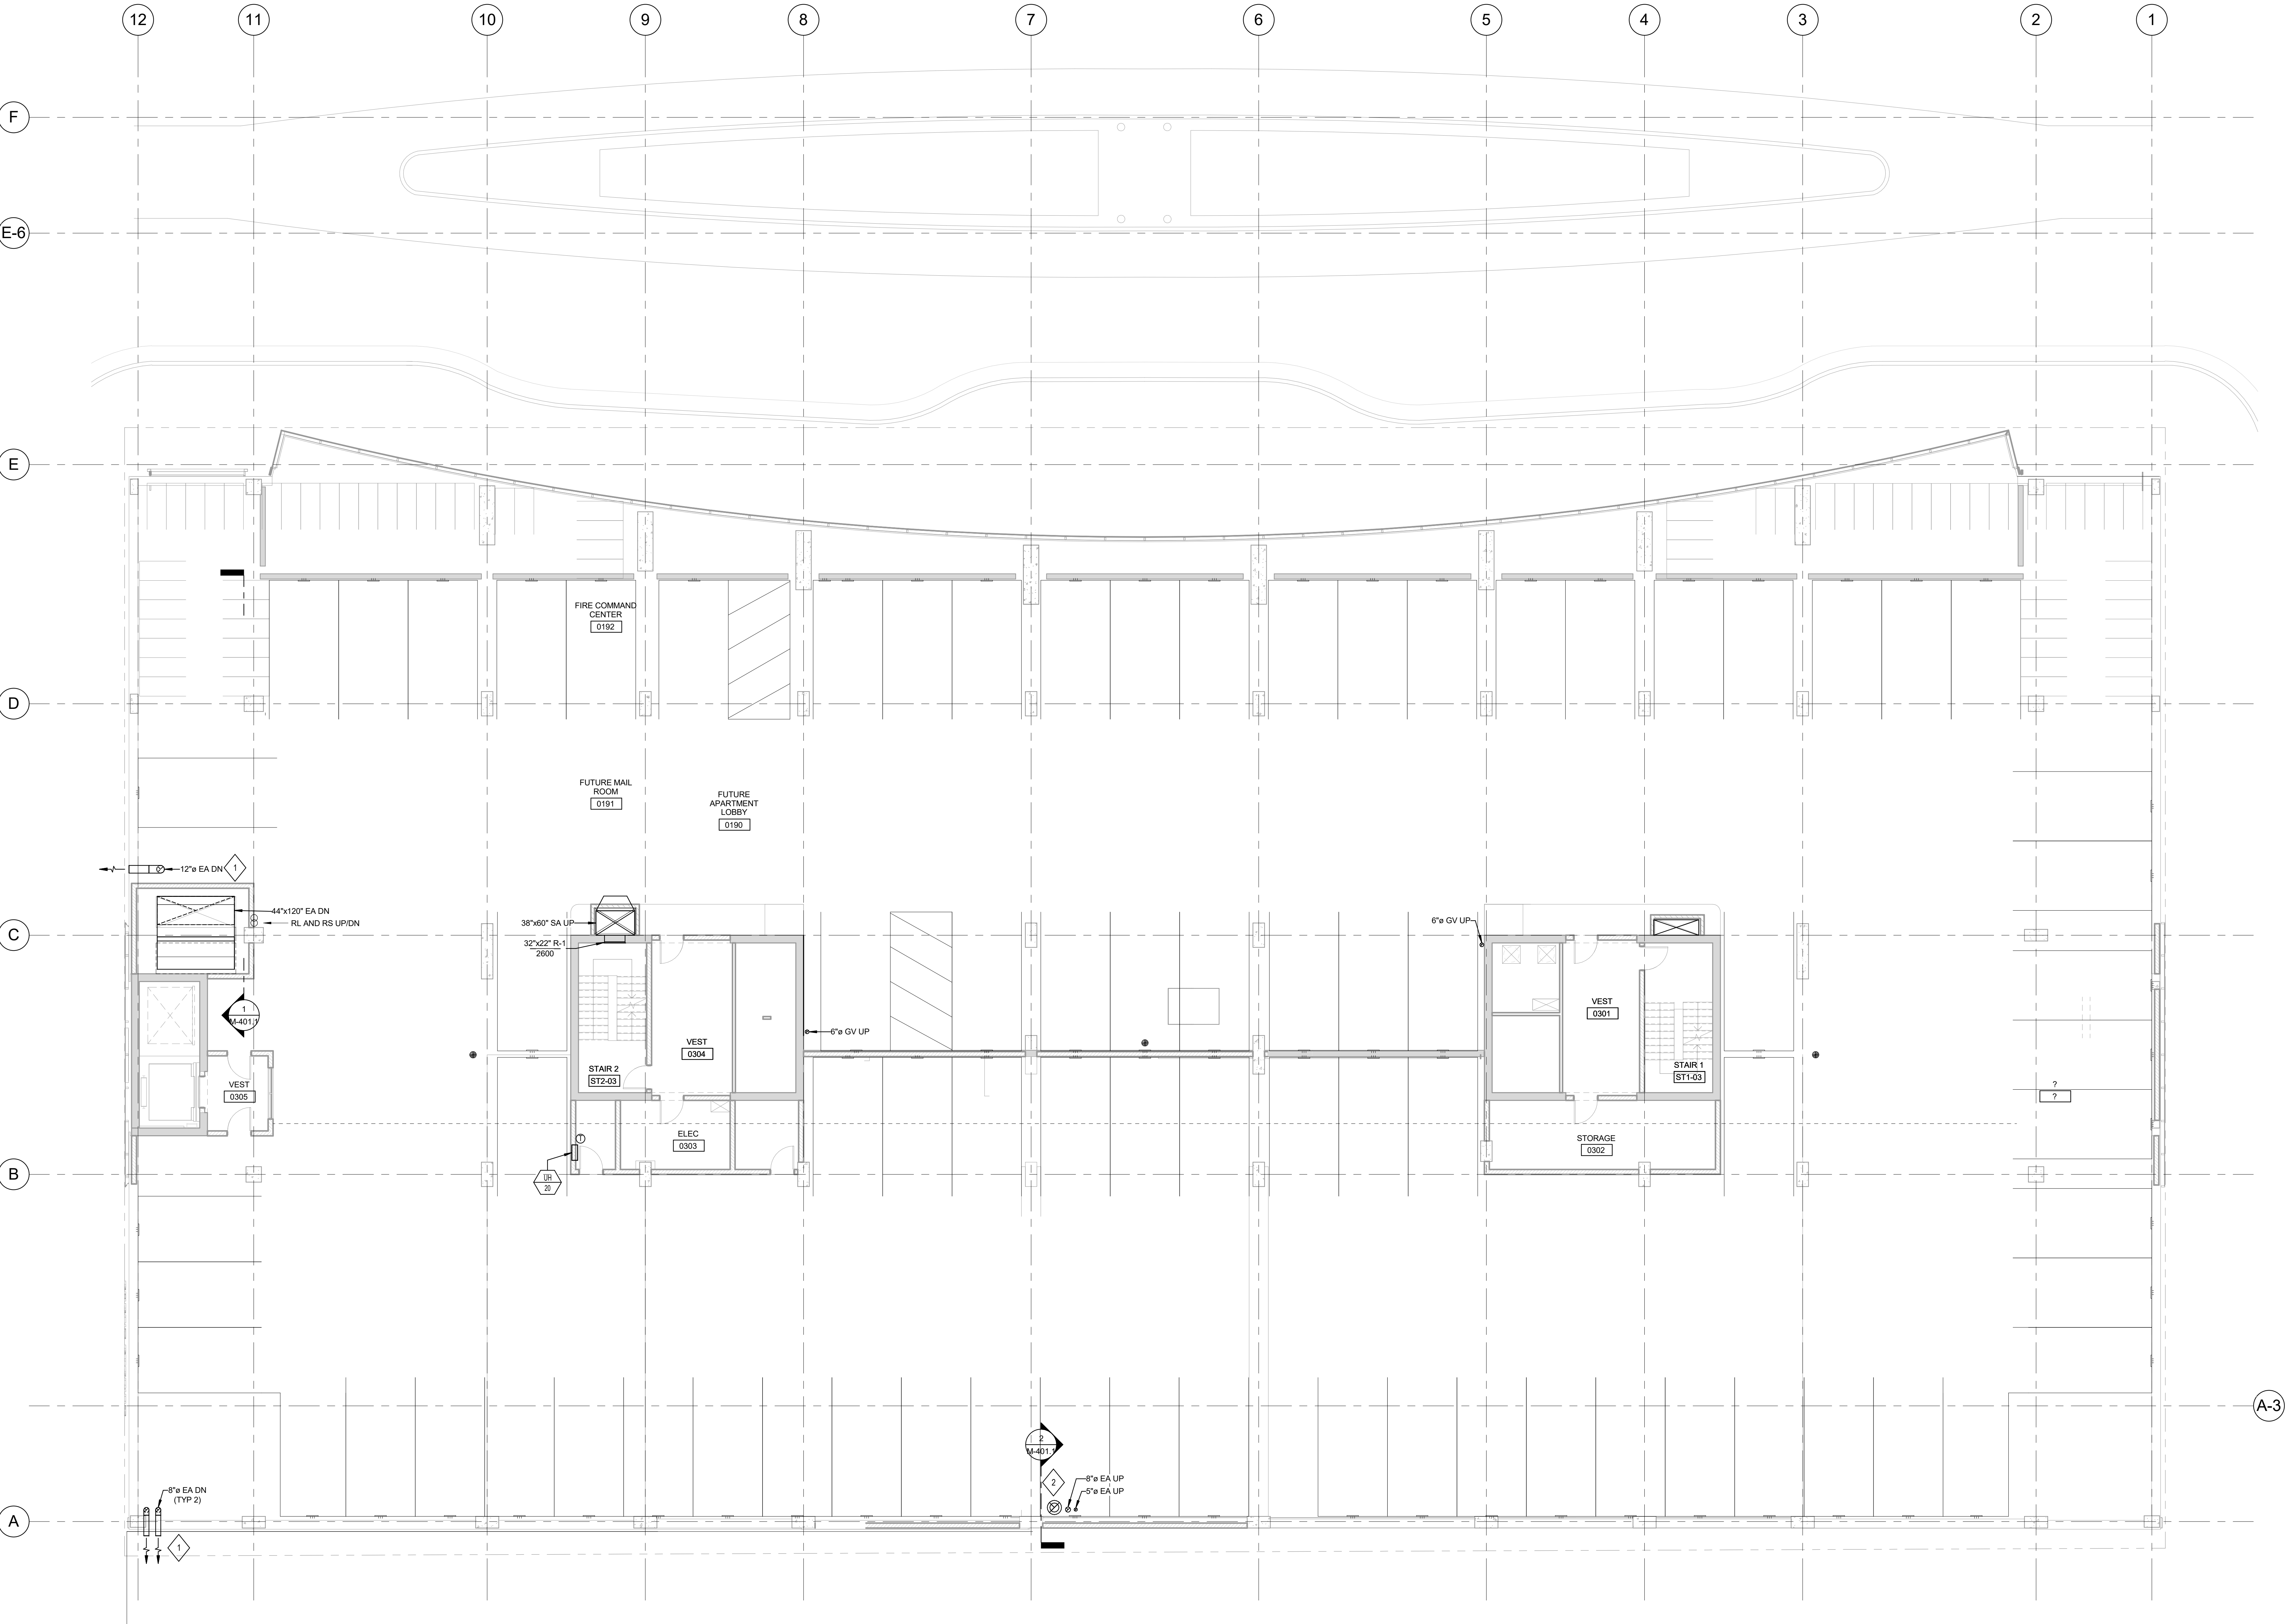 12
11
10
9
8
7
6
5
4
3
2
1
F
E-6
E
FIRE COMMAND
CENTER
0192
D
FUTURE MAIL
ROOM
0191
FUTURE
APARTMENT
LOBBY
0190
12"ø EA DN
1
44"x120" EA DN
RL AND RS UP/DN
38"x60" SA UP
32"x22" R-1
2600
6"ø GV UP
C
1
M-401.1
6"ø GV UP
VEST
0304
VEST
0301
STAIR 2
ST2-03
STAIR 1
ST1-03
VEST
0305
?
?
T
ELEC
0303
STORAGE
0302
B
UH
20
A-3
2
M-401.1
2
8"ø EA UP
5"ø EA UP
8"ø EA DN
(TYP 2)
A
1